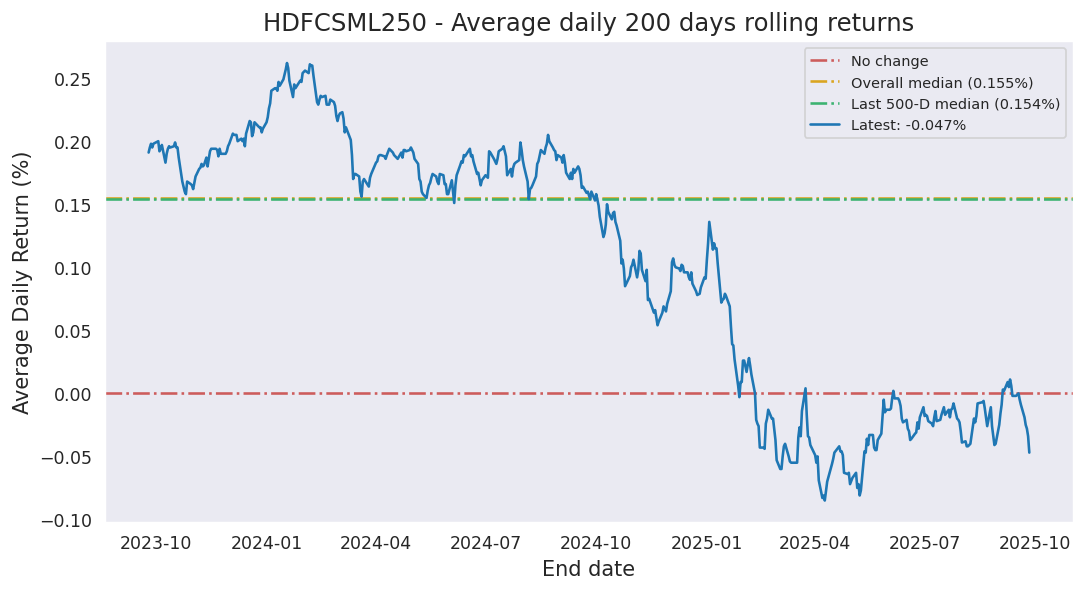 HDFCSML250 - Average daily 200 days rolling returns
No change
Overall median (0.155%)
Last 500-D median (0.154%)
Latest: -0.047%
Average Daily Return (%)
0.25
0.20
0.15
0.10
0.05
0.00
−0.05
−0.10
2023-10 2024-01 2024-04 2024-07 2024-10 2025-01 2025-04 2025-07 2025-10
End date